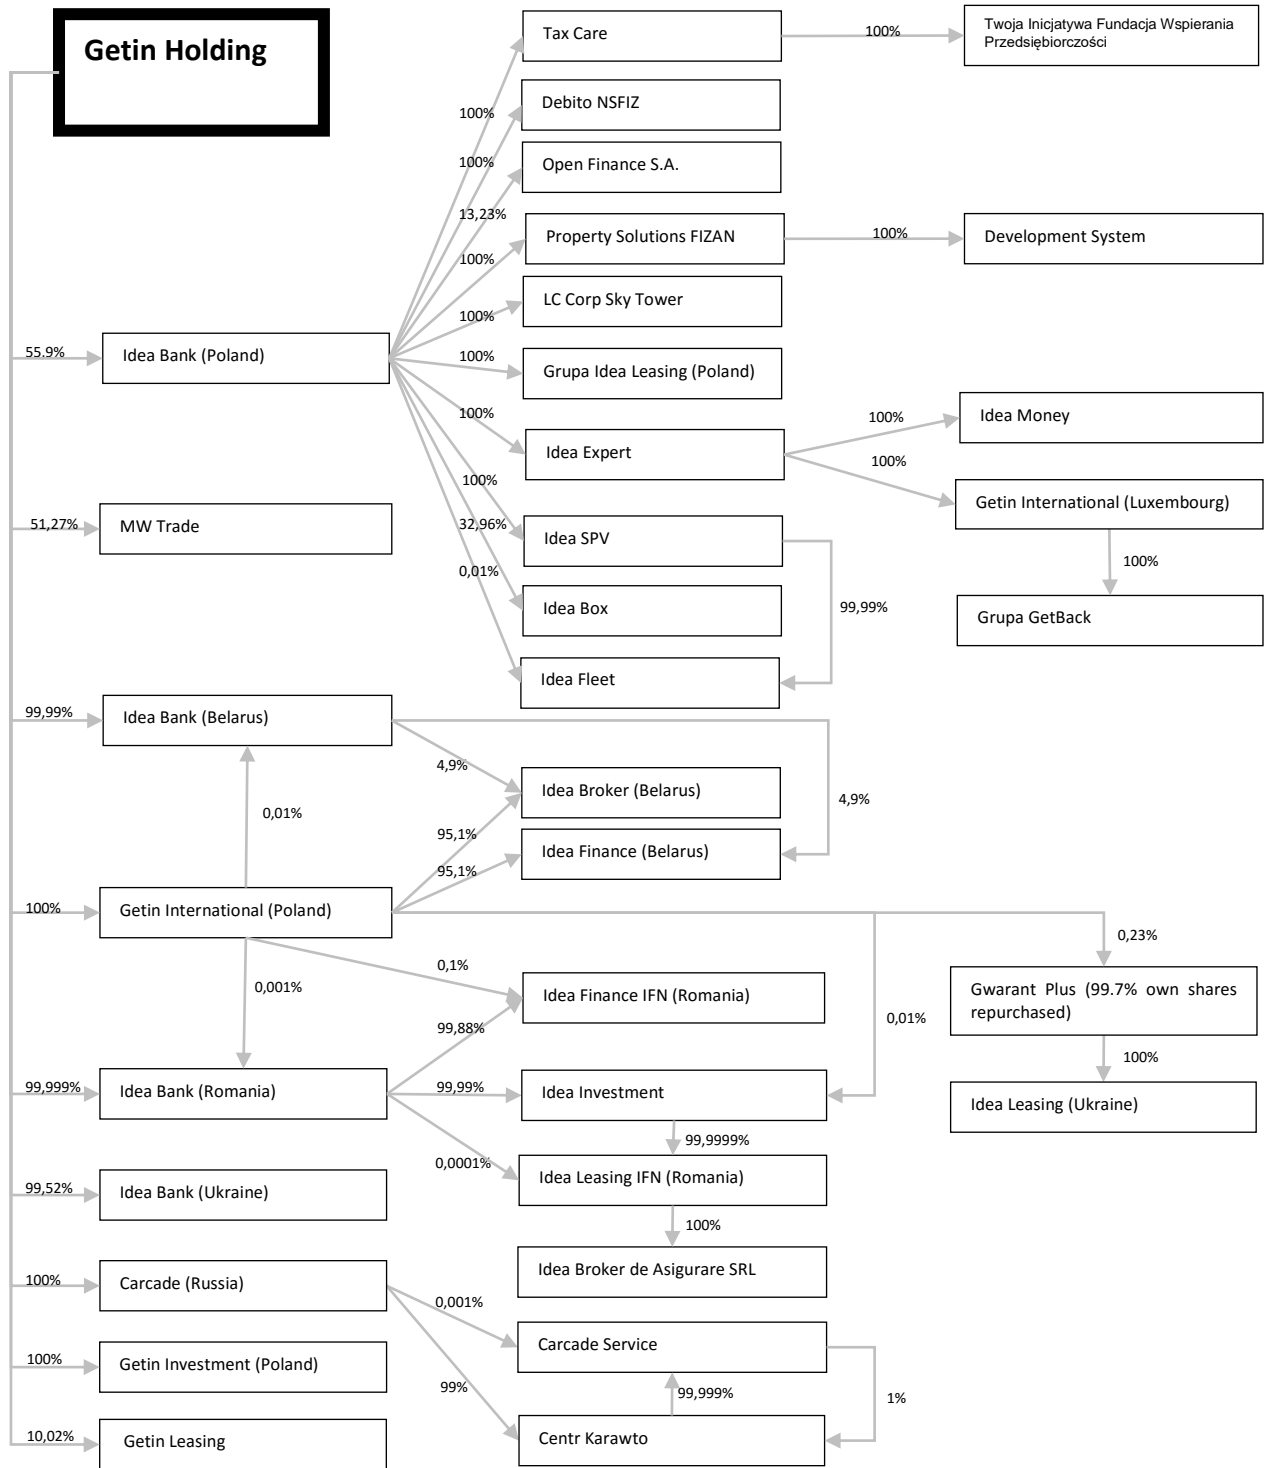 Getin Holding
Tax Care
100%
Twoja Inicjatywa Fundacja Wspierania
Przedsiębiorczości
100%
Debito NSFIZ
100%
Open Finance S.A.
13,23%
Property Solutions FIZAN
100%
Development System
100%
LC Corp Sky Tower
100%
55.9%
Idea Bank (Poland)
100%
Grupa Idea Leasing (Poland)
100%
Idea Expert
100%
Idea Money
100%
Getin International (Luxembourg)
100%
51,27%
MW Trade
32,96%
Idea SPV
100%
0,01%
Idea Box
99,99%
Grupa GetBack
Idea Fleet
99,99%
Idea Bank (Belarus)
4,9%
Idea Broker (Belarus)
4,9%
0,01%
95,1%
Idea Finance (Belarus)
95,1%
100%
Getin International (Poland)
0,23%
0,1%
0,001%
Idea Finance IFN (Romania)
Gwarant Plus (99.7% own shares
repurchased)
0,01%
99,88%
100%
99,999%
Idea Bank (Romania)
99,99%
Idea Investment
Idea Leasing (Ukraine)
99,9999%
0,0001%
Idea Leasing IFN (Romania)
99,52%
Idea Bank (Ukraine)
100%
Idea Broker de Asigurare SRL
100%
Carcade (Russia)
0,001%
Carcade Service
100%
Getin Investment (Poland)
99%
99,999%
1%
10,02%
Getin Leasing
Centr Karawto